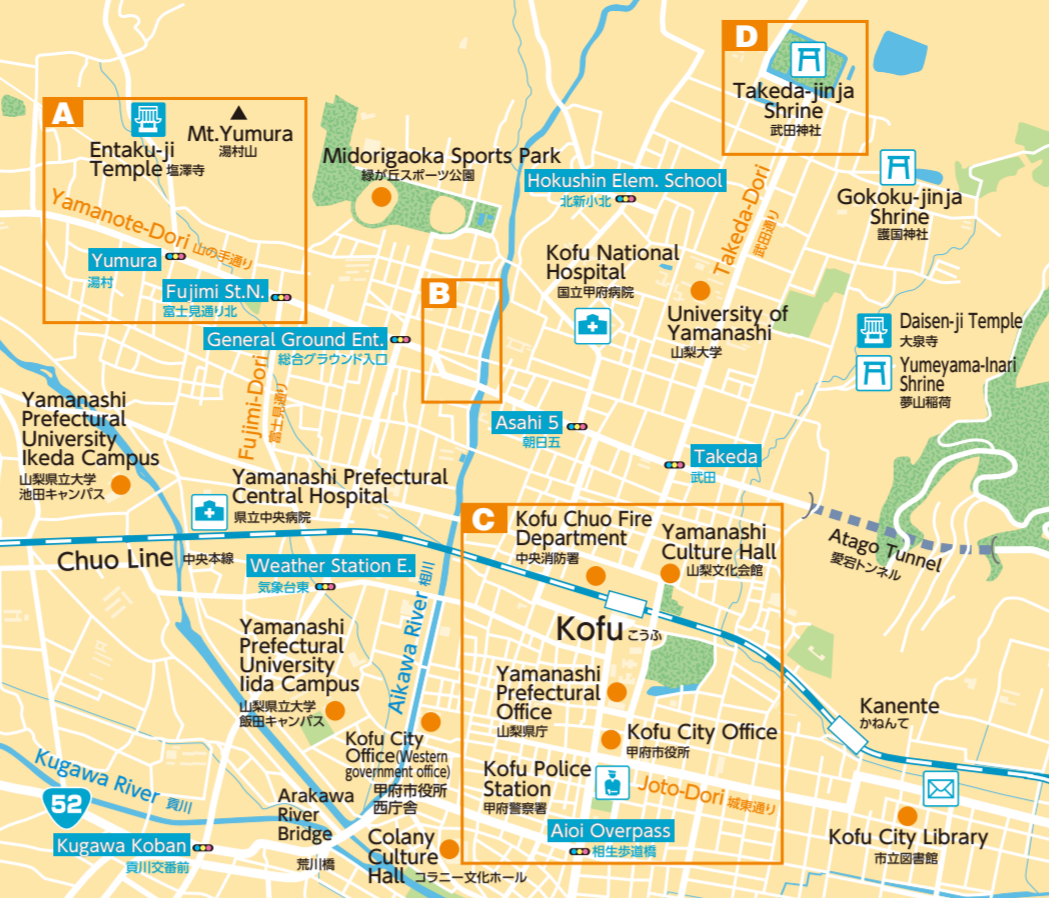 D
Takeda-jinja
Shrine
武田神社
A
Entaku-ji
Temple 塩澤寺
Mt.Yumura
湯村山
Midorigaoka Sports Park
緑が丘スポーツ公園
Hokushin Elem. School
北新小北
Takeda-Dori
武田通り
Gokoku-jinja
Shrine
護国神社
Yamanote-Dori 山の手通り
Yumura
湯村
Fujimi St.N.
富士見通り北
B
Kofu National
Hospital
国立甲府病院
University of
Yamanashi
山梨大学
Daisen-ji Temple
大泉寺
Yumeyama-Inari
Shrine
夢山稲荷
General Ground Ent.
総合グラウンド入口
Fujimi-Dori
富士見通り
Yamanashi
Prefectural
University
Ikeda Campus
山梨県立大学
池田キャンパス
Asahi 5
朝日五
Takeda
武田
Yamanashi Prefectural
Central Hospital
県立中央病院
C
Kofu Chuo Fire
Department
中央消防署
Yamanashi
Culture Hall
山梨文化会館
Atago Tunnel
愛宕トンネル
Chuo Line 中央本線
Weather Station E.
気象台東
Aikawa River 相川
Kofu こうふ
Yamanashi
Prefectural
University
Iida Campus
山梨県立大学
飯田キャンパス
Yamanashi
Prefectural
Office
山梨県庁
Kanente
かねんて
Kofu City
Office(Western
government office)
甲府市役所
西庁舎
Kofu City Office
甲府市役所
Kugawa River 貢川
52
Kofu Police
Station
甲府警察署
Joto-Dori 城東通り
Arakawa
River
Bridge
荒川橋
Kugawa Koban
貢川交番前
Colany
Culture
Hall コラニー文化ホール
Aioi Overpass
相生歩道橋
Kofu City Library
市立図書館